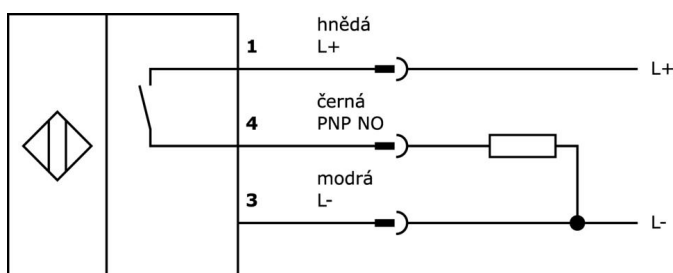 hnědá
1 L+
L+
černá
4 PNP NO
modrá
3 L-
L-